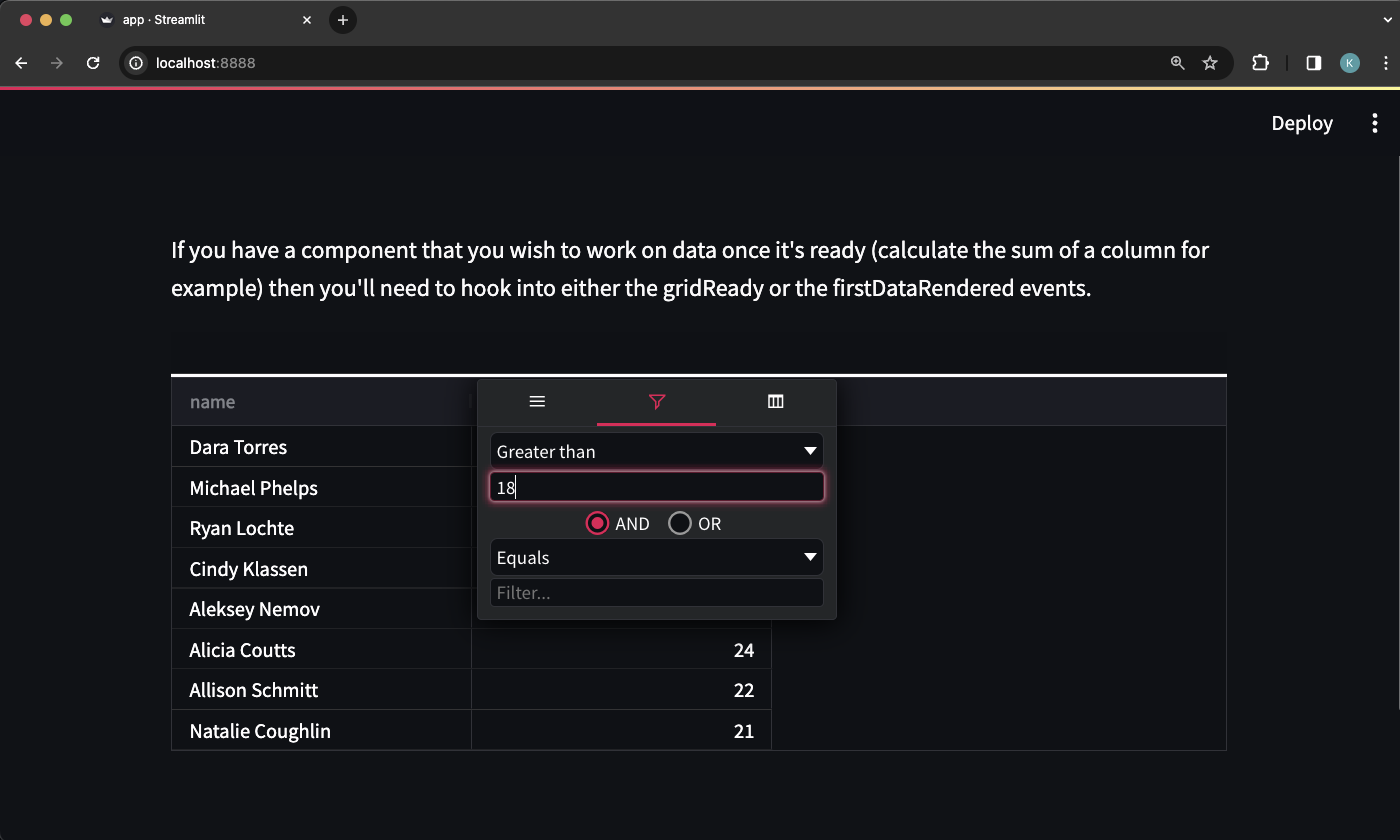 app · Streamlit
localhost:8888
K
Deploy
If you have a component that you wish to work on data once it's ready (calculate the sum of a column for
example) then you'll need to hook into either the gridReady or the firstDataRendered events.
name
Greater than
18
AND OR
Equals
Filter...
Dara Torres
Michael Phelps
Ryan Lochte
Cindy Klassen
Aleksey Nemov
Alicia Coutts 24
Allison Schmitt 22
Natalie Coughlin 21